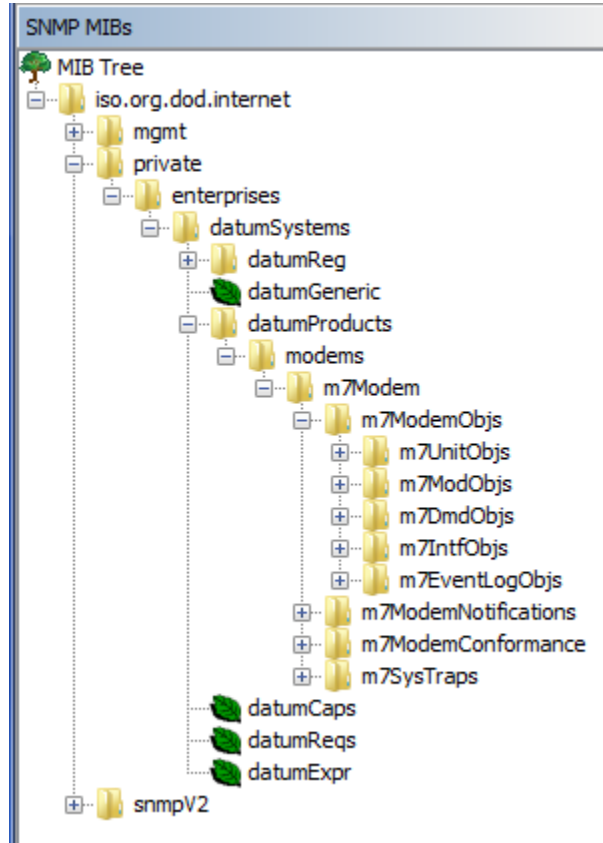 SNMP MIBs
MIB Tree
iso.org.dod.internet
mgmt
private
enterprises
datumSystems
datumReg
datumGeneric
datumProducts
modems
m7Modem
m7ModemObjs
m7UnitObjs
m7ModObjs
m7DmdObjs
m7IntfObjs
m7EventLogObjs
m7ModemNotifications
m7ModemConformance
m7SysTraps
datumCaps
datumReqs
datumExpr
snmpV2